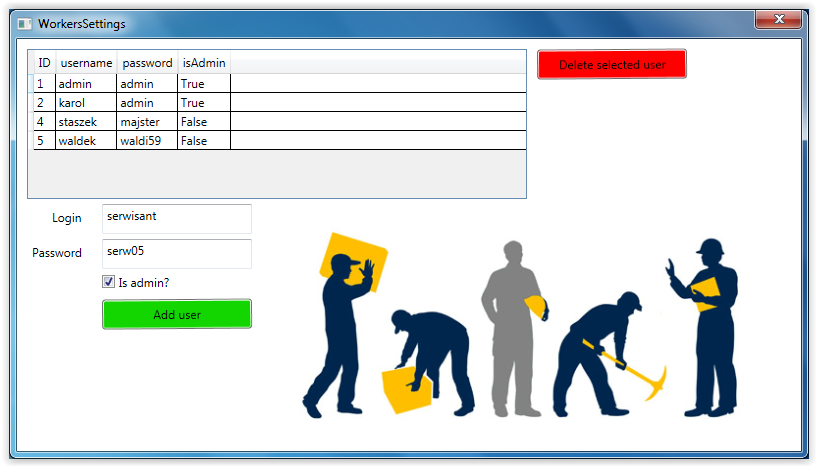 WorkersSettings
ID username password isAdmin
1 admin admin True
2 karol admin True
4 staszek majster False
5 waldek waldi59 False
Delete selected user
Login serwisant
Password serw05
Is admin?
Add user